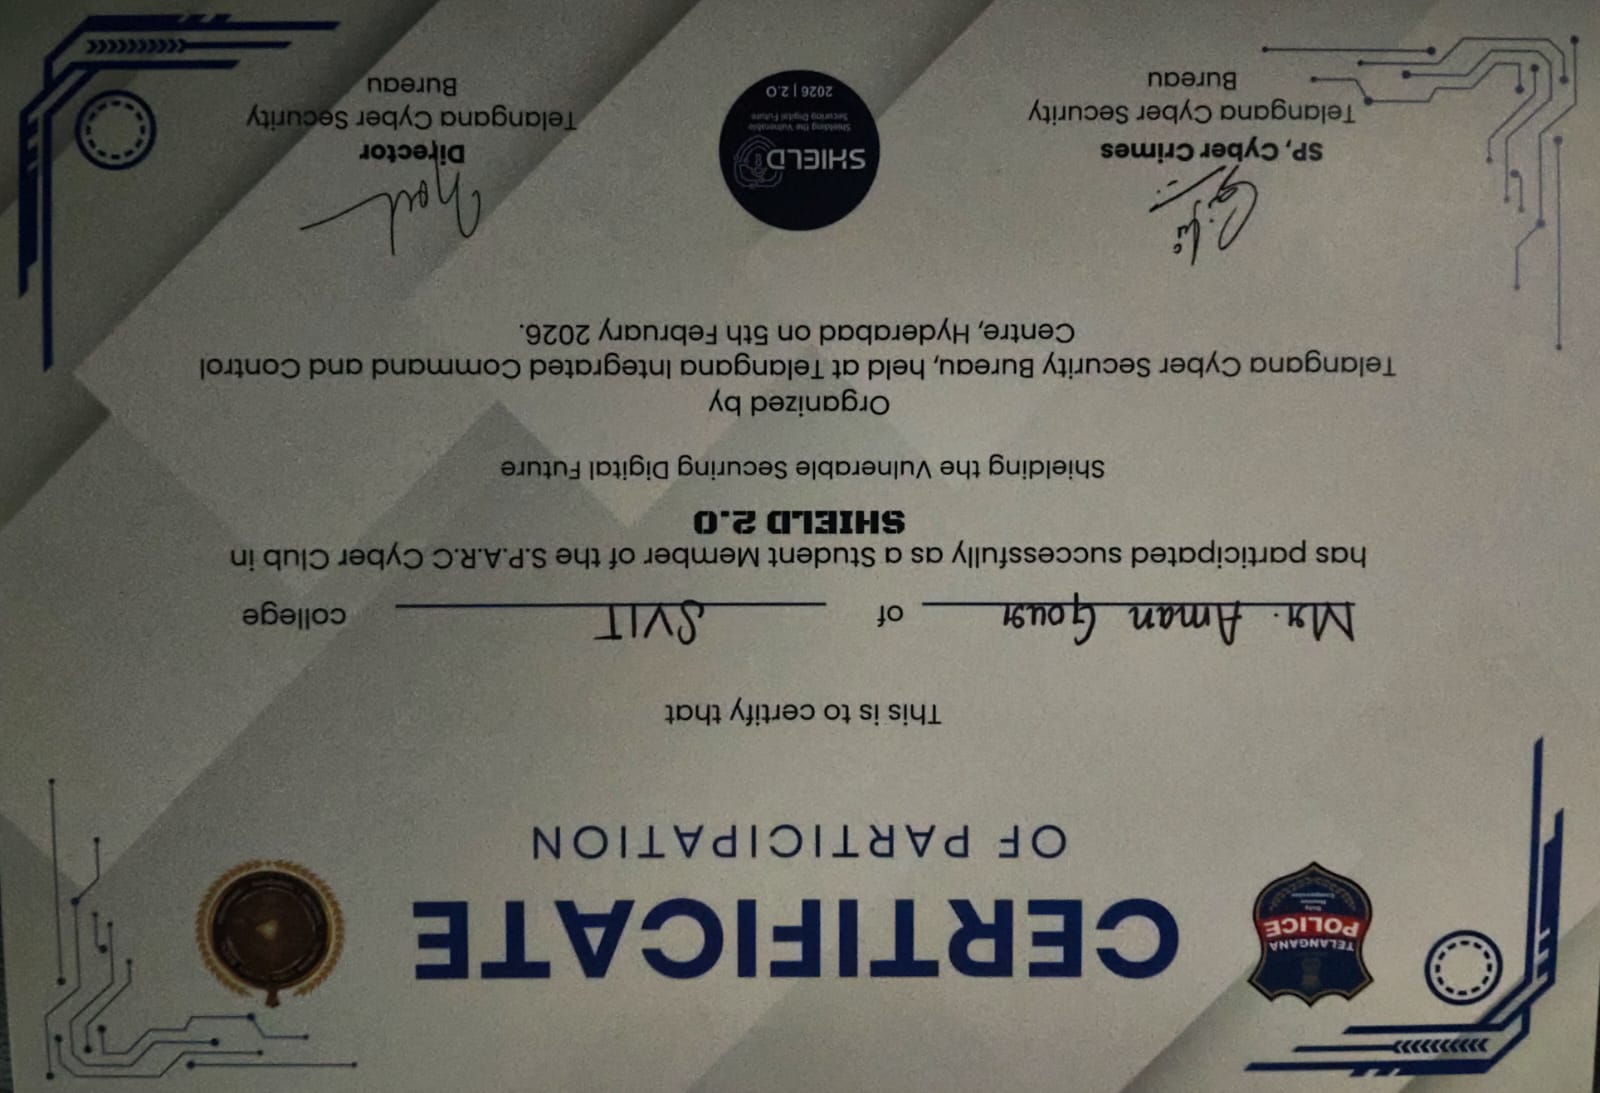 TELANGANA
POLICE
CERTIFICATE
OF PARTICIPATION
This is to certify that
Mr. Aman Gousr of SVIT college
has participated successfully as a Student Member of the S.P.A.R.C Cyber Club in
SHIELD 2.0
Shielding the Vulnerable Securing Digital Future
Organized by
Telangana Cyber Security Bureau, held at Telangana Integrated Command and Control
Centre, Hyderabad on 5th February 2026.
SP, Cyber Crimes
Telangana Cyber Security
Bureau
SHIELD
Shielding the Vulnerable
Securing Digital Future
2026 | 2.0
Director
Telangana Cyber Security
Bureau